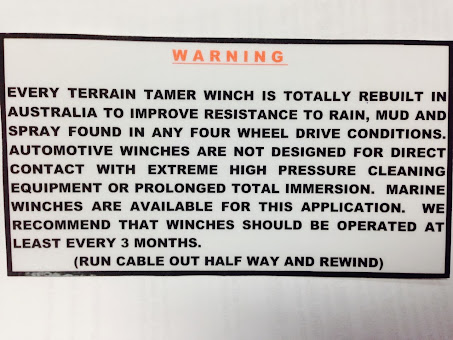 WARNING
EVERY TERRAIN TAMER WINCH IS TOTALLY REBUILT IN
AUSTRALIA TO IMPROVE RESISTANCE TO RAIN, MUD AND
SPRAY FOUND IN ANY FOUR WHEEL DRIVE CONDITIONS.
AUTOMOTIVE WINCHES ARE NOT DESIGNED FOR DIRECT
CONTACT WITH EXTREME HIGH PRESSURE CLEANING
EQUIPMENT OR PROLONGED TOTAL IMMERSION. MARINE
WINCHES ARE AVAILABLE FOR THIS APPLICATION. WE
RECOMMEND THAT WINCHES SHOULD BE OPERATED AT
LEAST EVERY 3 MONTHS.
(RUN CABLE OUT HALF WAY AND REWIND)